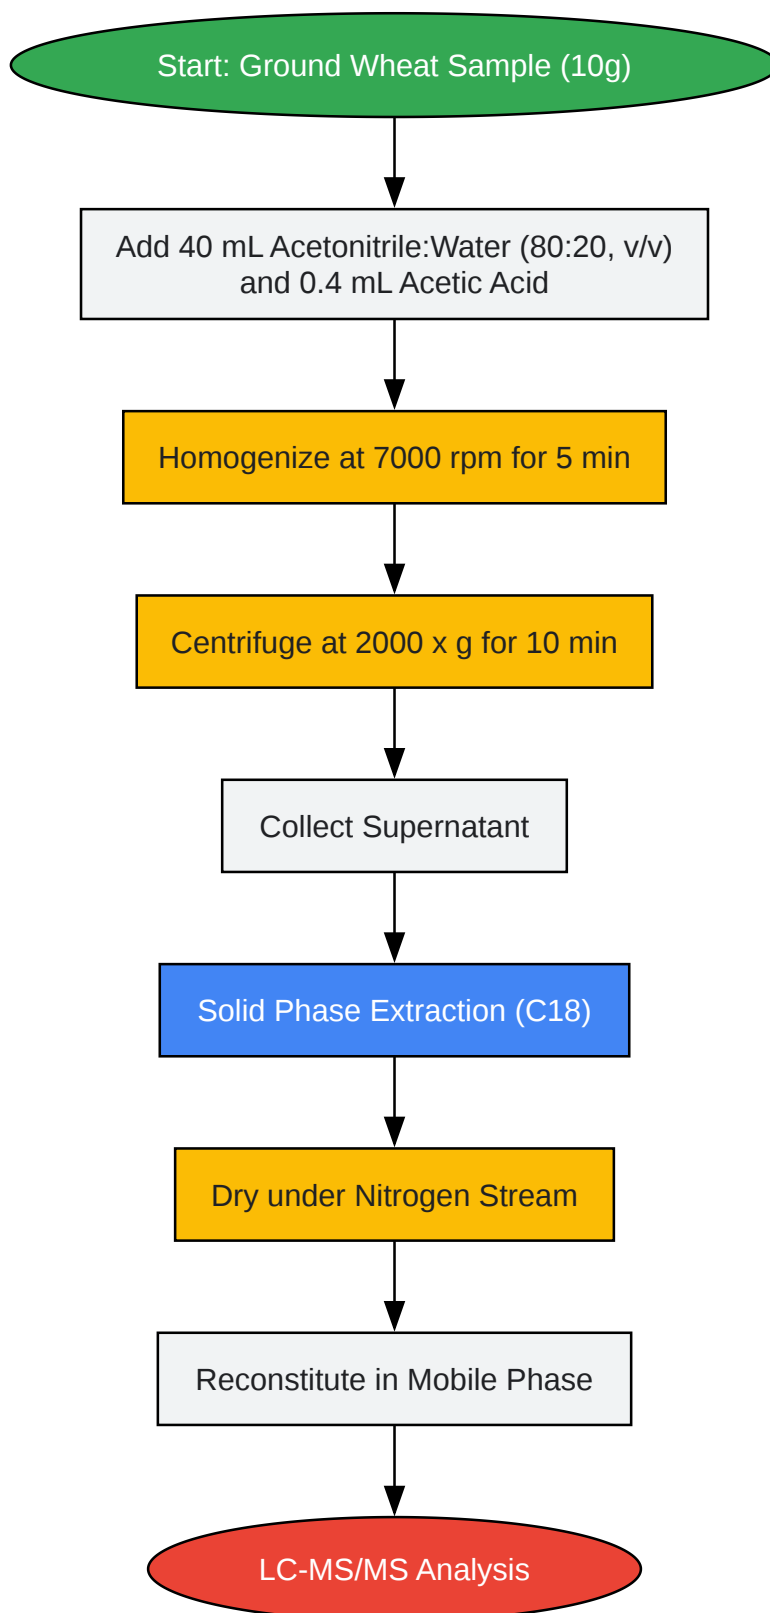 Start: Ground Wheat Sample (10g)
Add 40 mL Acetonitrile:Water (80:20, v/v)
and 0.4 mL Acetic Acid
Homogenize at 7000 rpm for 5 min
Centrifuge at 2000 x g for 10 min
Collect Supernatant
Solid Phase Extraction (C18)
Dry under Nitrogen Stream
Reconstitute in Mobile Phase
LC-MS/MS Analysis